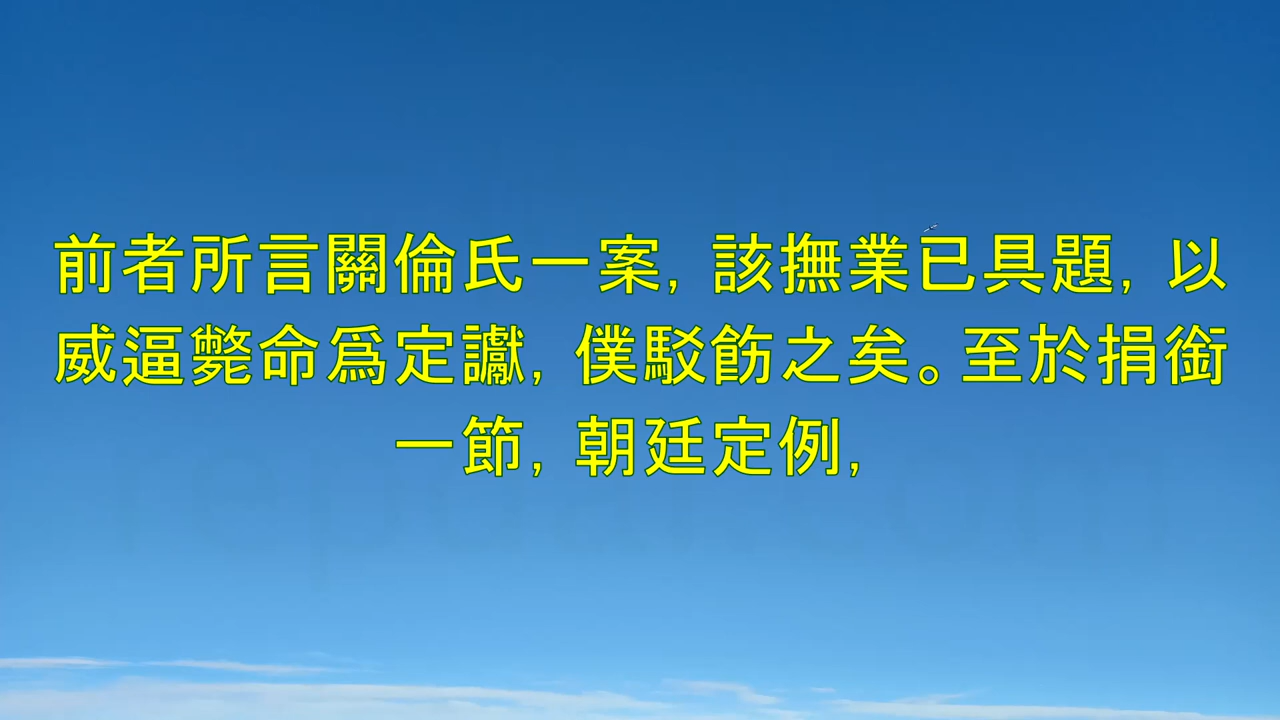 前者所言關倫氏一案，該撫業已具題，以
威逼斃命爲定讞，僕駁飭之矣。至於捐銜
一節，朝廷定例，